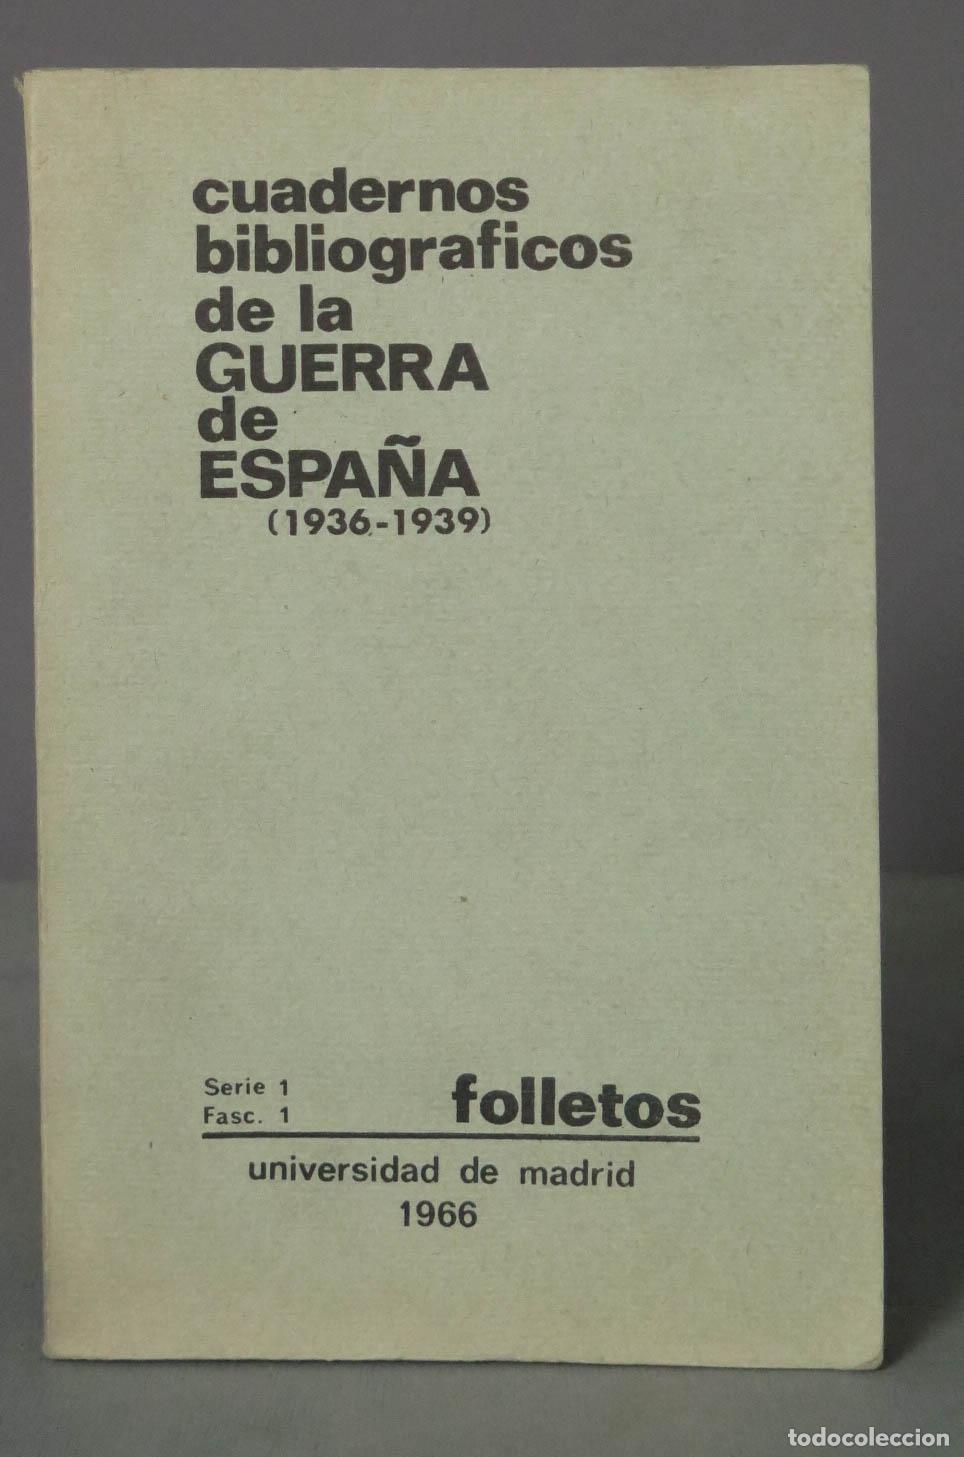 cuadernos
bibliograficos
de la
GUERRA
de
ESPAÑA
(1936-1939)
Serie 1
Fasc. 1
folletos
universidad de madrid
1966
todocoleccion